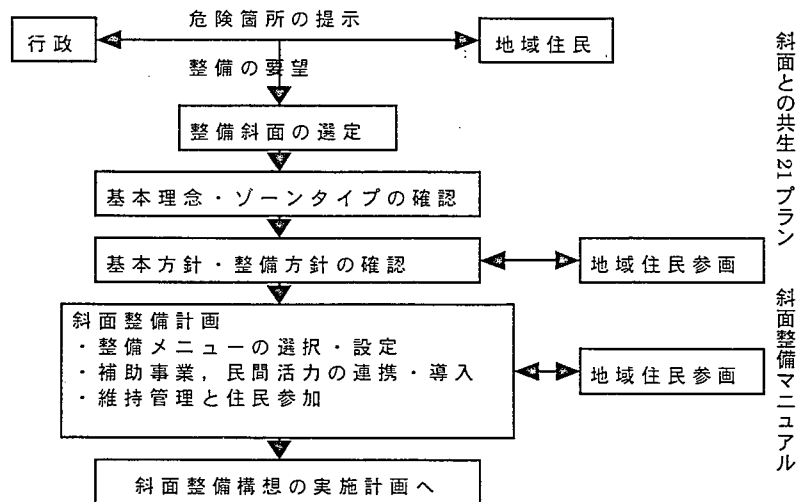 危険箇所の提示
行政
地域住民
整備の要望
整備斜面の選定
基本理念・ゾーンタイプの確認
基本方針・整備方針の確認
地域住民参画
斜面整備計画
・整備メニューの選択・設定
・補助事業，民間活力の連携・導入
・維持管理と住民参加
地域住民参画
斜面整備構想の実施計画へ
斜面との共生21プラン
斜面整備マニュアル